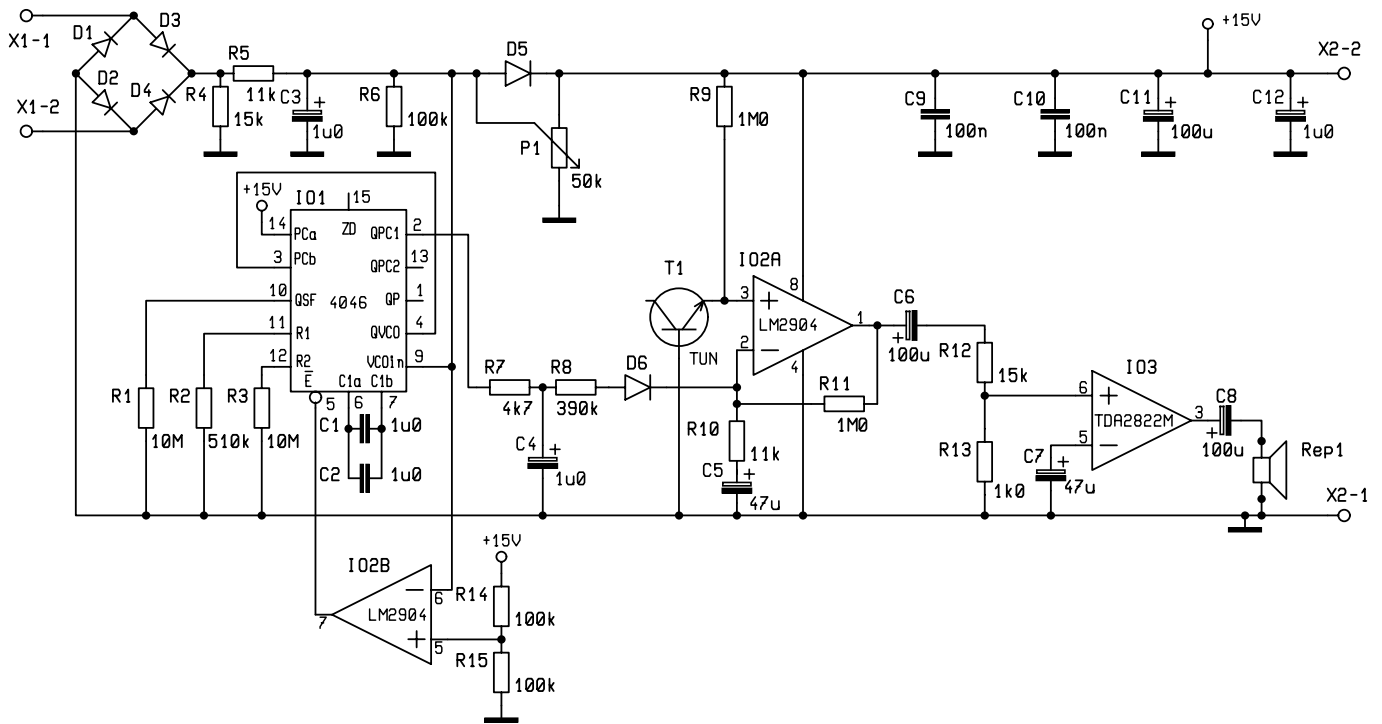 X1-1
D1
D3
D2
D4
X1-2
R5
11k
R4
15k
C3
+
1u0
R6
100k
D5
P1
50k
R9
1M0
C9
100n
C10
100n
C11
+
100u
+15V
C12
+
1u0
X2-2
+15V
IO1
15
ZD
14
PCa
3
PCb
10
QSF
11
R1
12
R2
E
5
4046
QPC1
2
QPC2
13
QP
1
QVCO
4
VCOIn
9
C1a
C1b
6
7
R1
10M
R2
510k
R3
10M
C1
1u0
C2
1u0
R7
4k7
R8
390k
D6
C4
+
1u0
T1
TUN
IO2A
3
+
8
LM2904
1
2
−
4
R10
11k
C5
+
47u
R11
1M0
C6
+
100u
R12
15k
R13
1k0
C7
+
47u
IO3
6
+
TDA2822M
3
5
−
C8
+
100u
Rep1
X2-1
IO2B
−
6
LM2904
7
+
5
+15V
R14
100k
R15
100k